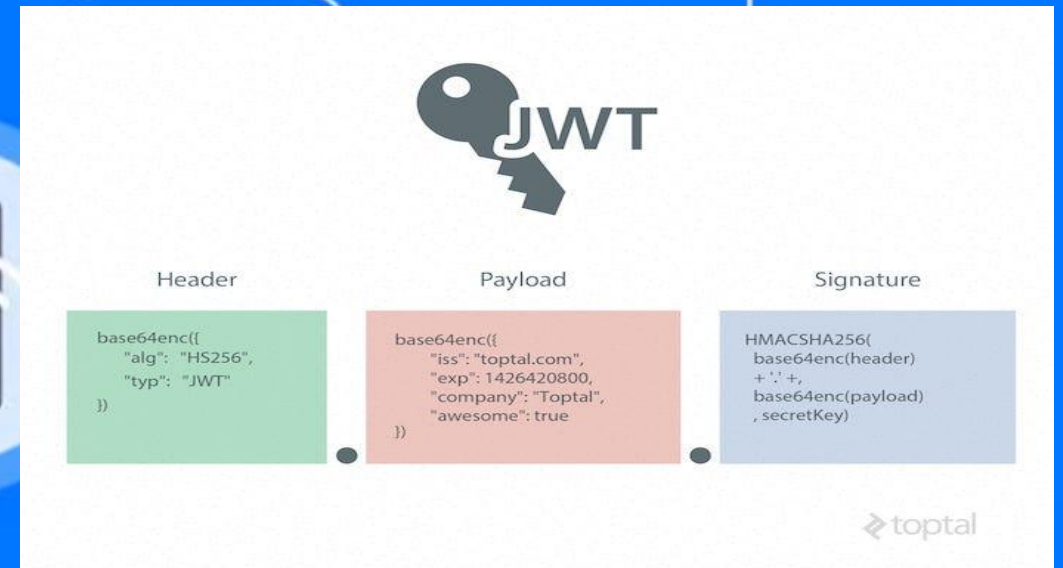 JWT
Header
Payload
Signature
base64enc({
"alg": "HS256",
"typ": "JWT"
})
base64enc({
"iss": "toptal.com",
"exp": 1426420800,
"company": "Toptal",
"awesome": true
})
HMACSHA256(
base64enc(header)
+ '.' +,
base64enc(payload)
, secretKey)
toptal